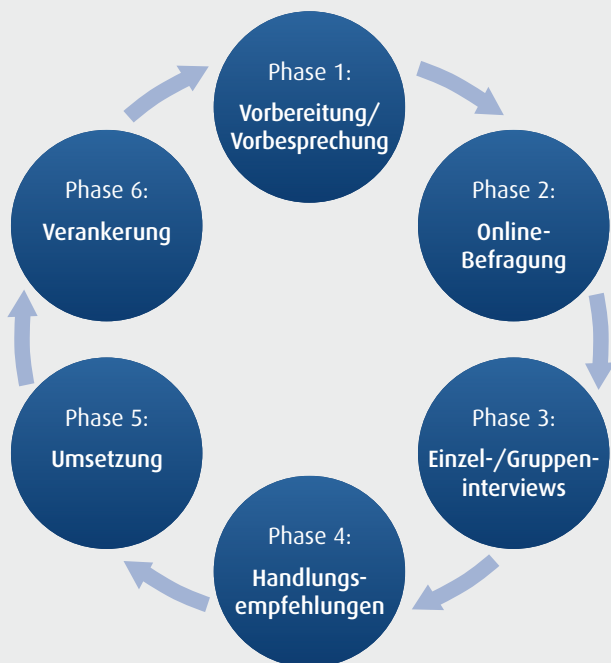 Phase 1:
Vorbereitung/
Vorbesprechung
Phase 2:
Online-
Befragung
Phase 3:
Einzel-/Gruppen-
interviews
Phase 4:
Handlungs-
empfehlungen
Phase 5:
Umsetzung
Phase 6:
Verankerung